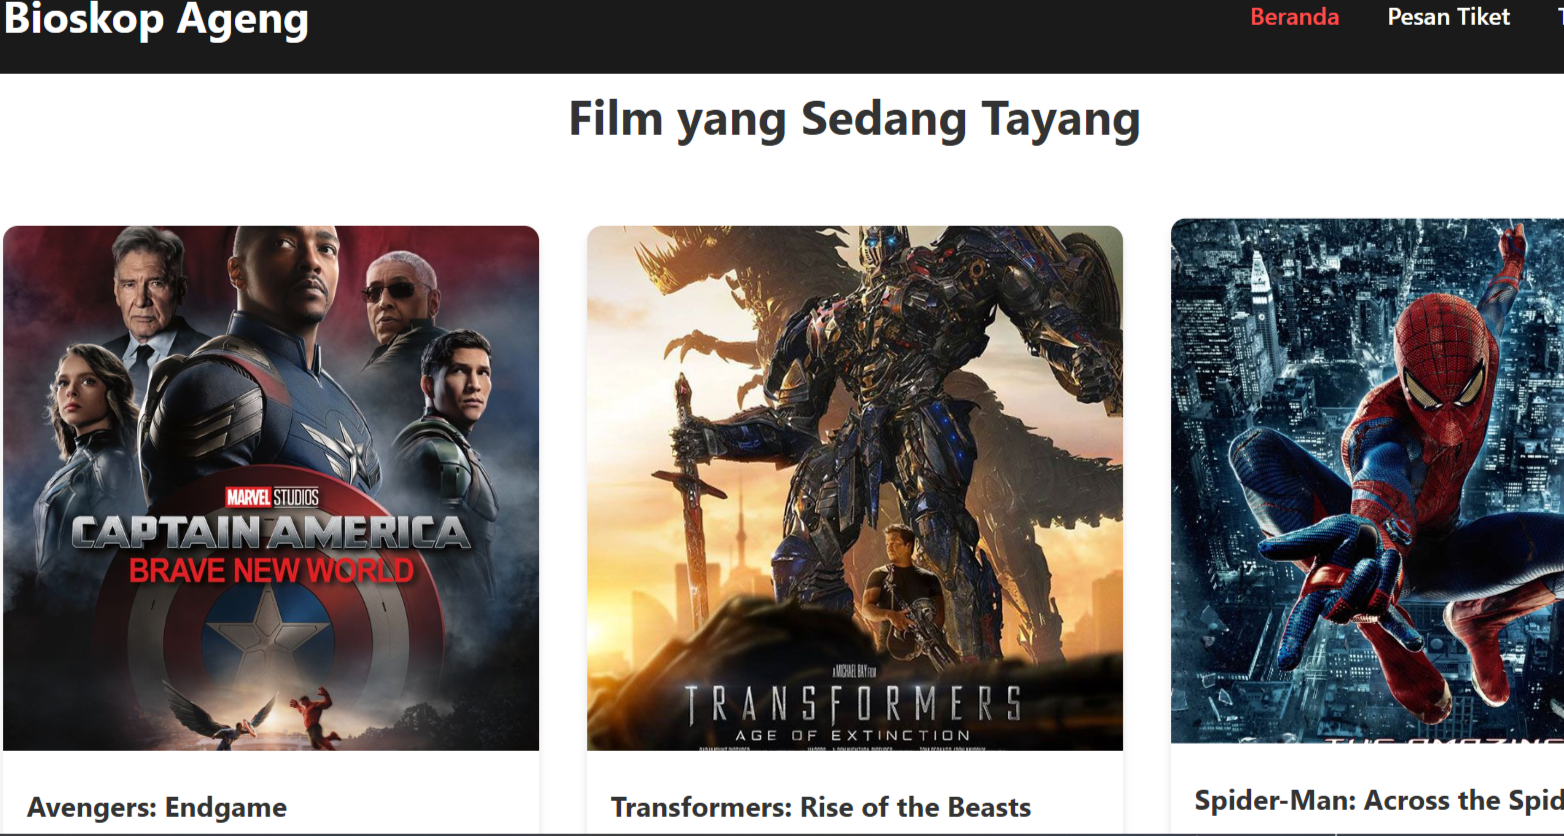 Bioskop Ageng
Beranda
Pesan Tiket
Film yang Sedang Tayang
MARVEL STUDIOS
CAPTAIN AMERICA
BRAVE NEW WORLD
A MICHAEL BAY FILM
TRANSFORMERS
AGE OF EXTINCTION
Avengers: Endgame
Transformers: Rise of the Beasts
Spider-Man: Across the Spid